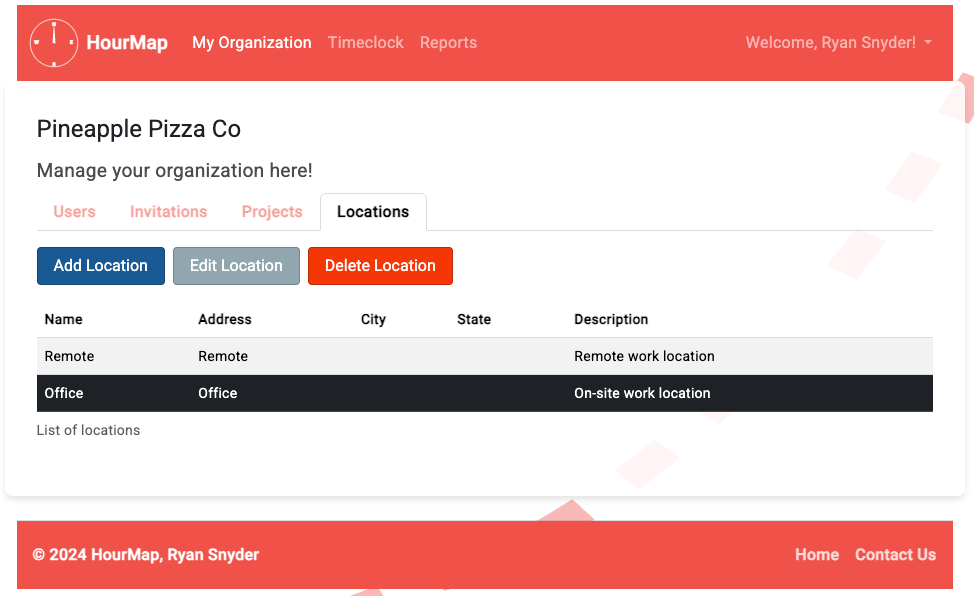 HourMap My Organization Timeclock Reports Welcome, Ryan Snyder!
Pineapple Pizza Co
Manage your organization here!
Users Invitations Projects Locations
Add Location Edit Location Delete Location
Name Address City State Description
Remote Remote Remote work location
Office Office On-site work location
List of locations
© 2024 HourMap, Ryan Snyder Home Contact Us